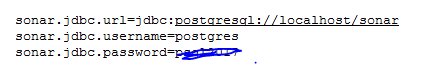 sonar.jdbc.url=jdbc:postgresql://localhost/sonar
sonar.jdbc.username=postgres
sonar.jdbc.password=